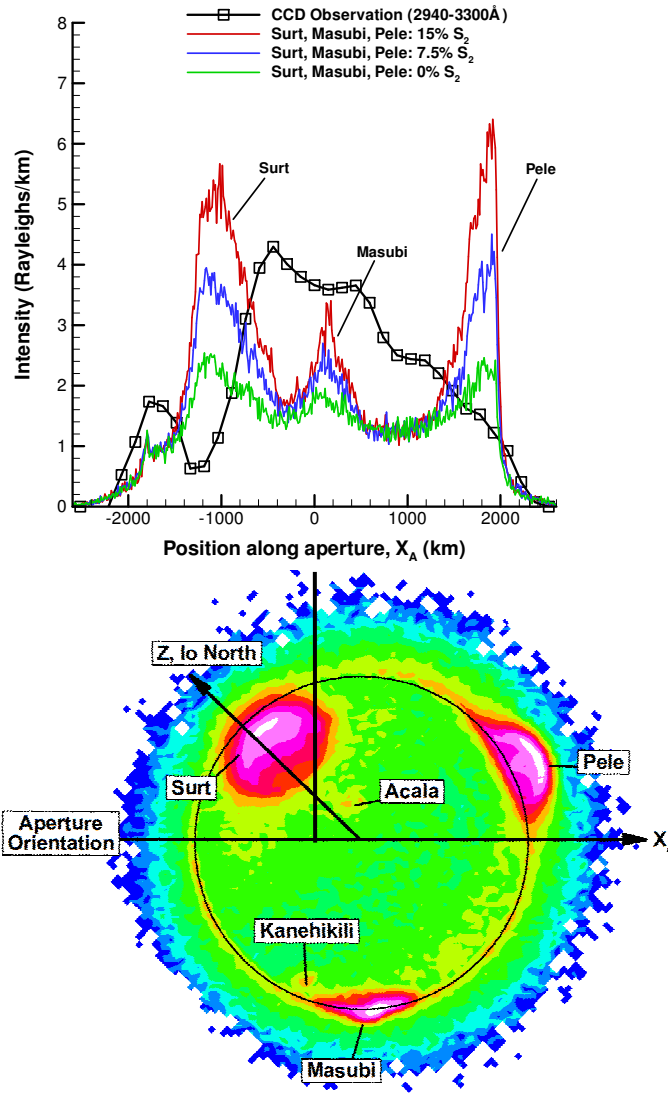 CCD Observation (2940-3300Å)
Surt, Masubi, Pele: 15% S₂
Surt, Masubi, Pele: 7.5% S₂
Surt, Masubi, Pele: 0% S₂
Intensity (Rayleighs/km)
8
7
6
5
4
3
2
1
0
Surt
Pele
Masubi
-2000
-1000
0
1000
2000
Position along aperture, X_A (km)
Z, Io North
Surt
Acala
Pele
Aperture
Orientation
X
Kanehikili
Masubi